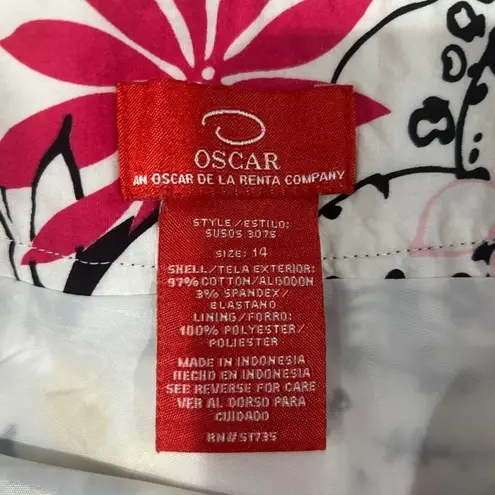 OSCAR
AN OSCAR DE LA RENTA COMPANY
STYLE/ESTILO:
SUS05 3075
SIZE: 14
SHELL/TELA EXTERIOR:
97% COTTON/ALGODON
3% SPANDEX/
ELASTANO
LINING/FORRO:
100% POLYESTER/
POLIESTER
MADE IN INDONESIA
HECHO EN INDONESIA
SEE REVERSE FOR CARE
VER AL DORSO PARA
CUIDADO
RN# 57735